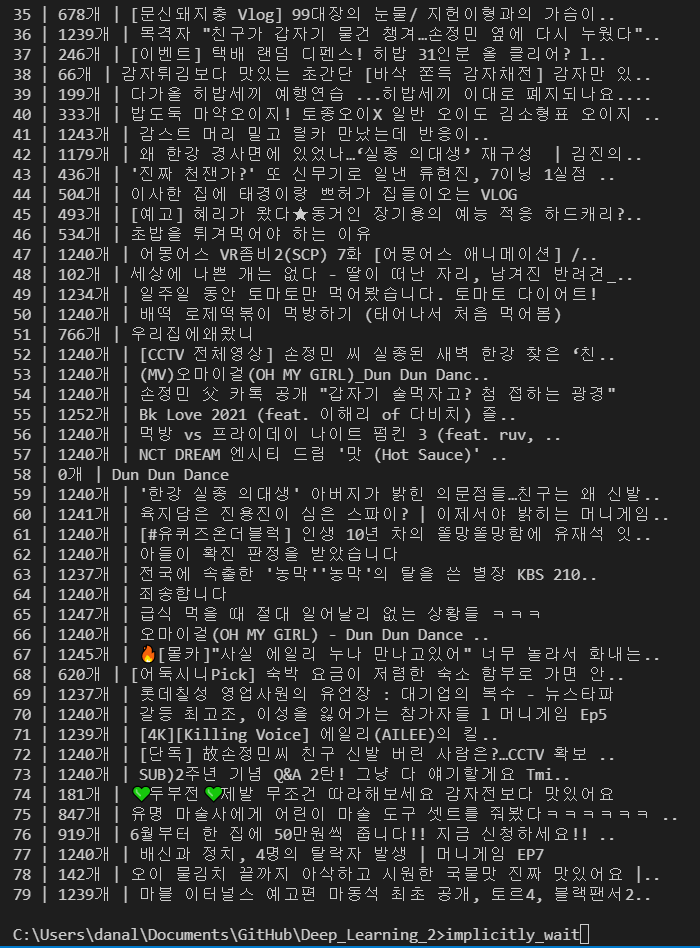 35 | 678개 | [문신돼지충 Vlog] 99대장의 눈물/ 지헌이형과의 가슴이..
36 | 1239개 | 목격자 "친구가 갑자기 물건 챙겨…손정민 옆에 다시 누웠다"..
37 | 246개 | [이벤트] 택배 랜덤 디펜스! 히밥 31인분 올 클리어? l..
38 | 66개 | 감자튀김보다 맛있는 초간단 [바삭 쫀득 감자채전] 감자만 있..
39 | 199개 | 다가올 히밥세끼 예행연습 ...히밥세끼 이대로 폐지되나요....
40 | 333개 | 밥도둑 마약오이지! 토종오이X 일반 오이도 김소형표 오이지 ..
41 | 1243개 | 감스트 머리 밀고 릴카 만났는데 반응이..
42 | 1179개 | 왜 한강 경사면에 있었나…‘실종 의대생’ 재구성  | 김진의..
43 | 436개 | '진짜 천잰가?' 또 신무기로 일낸 류현진, 7이닝 1실점 ..
44 | 504개 | 이사한 집에 태경이랑 쁘허가 집들이오는 VLOG
45 | 493개 | [예고] 혜리가 왔다★동거인 장기용의 예능 적응 하드캐리?..
46 | 534개 | 초밥을 튀겨먹어야 하는 이유
47 | 1240개 | 어몽어스 VR좀비2(SCP) 7화 [어몽어스 애니메이션] /..
48 | 102개 | 세상에 나쁜 개는 없다 - 딸이 떠난 자리, 남겨진 반려견_..
49 | 1234개 | 일주일 동안 토마토만 먹어봤습니다. 토마토 다이어트!
50 | 1240개 | 배떡 로제떡볶이 먹방하기 (태어나서 처음 먹어봄)
51 | 766개 | 우리집에왜왔니
52 | 1240개 | [CCTV 전체영상] 손정민 씨 실종된 새벽 한강 찾은 ‘친..
53 | 1240개 | (MV)오마이걸(OH MY GIRL)_Dun Dun Danc..
54 | 1240개 | 손정민 父 카톡 공개 "갑자기 술먹자고? 첨 접하는 광경"
55 | 1252개 | Bk Love 2021 (feat. 이해리 of 다비치) 즐..
56 | 1240개 | 먹방 vs 프라이데이 나이트 펌킨 3 (feat. ruv, ..
57 | 1240개 | NCT DREAM 엔시티 드림 '맛 (Hot Sauce)' ..
58 | 0개 | Dun Dun Dance
59 | 1240개 | '한강 실종 의대생' 아버지가 밝힌 의문점들…친구는 왜 신발..
60 | 1241개 | 육지담은 진용진이 심은 스파이? | 이제서야 밝히는 머니게임..
61 | 1240개 | [#유퀴즈온더블럭] 인생 10년 차의 똘망똘망함에 유재석 잇..
62 | 1240개 | 아들이 확진 판정을 받았습니다
63 | 1237개 | 전국에 속출한 '농막''농막'의 탈을 쓴 별장 KBS 210..
64 | 1240개 | 죄송합니다
65 | 1247개 | 급식 먹을 때 절대 일어날리 없는 상황들 ㅋㅋㅋ
66 | 1240개 | 오마이걸(OH MY GIRL) - Dun Dun Dance ..
67 | 1245개 | 🔥[몰카]"사실 에일리 누나 만나고있어" 너무 놀라서 화내는..
68 | 620개 | [어둑시니Pick] 숙박 요금이 저렴한 숙소 함부로 가면 안..
69 | 1237개 | 롯데칠성 영업사원의 유언장 : 대기업의 복수 - 뉴스타파
70 | 1240개 | 갈등 최고조, 이성을 잃어가는 참가자들 l 머니게임 Ep5
71 | 1239개 | [4K][Killing Voice] 에일리(AILEE)의 킬..
72 | 1240개 | [단독] 故손정민씨 친구 신발 버린 사람은?…CCTV 확보 ..
73 | 1240개 | SUB)2주년 기념 Q&A 2탄! 그냥 다 얘기할게요 Tmi..
74 | 181개 | 💚두부전💚제발 무조건 따라해보세요 감자전보다 맛있어요
75 | 847개 | 유명 마술사에게 어린이 마술 도구 셋트를 줘봤다ㅋㅋㅋㅋㅋㅋ ..
76 | 919개 | 6월부터 한 집에 50만원씩 줍니다!! 지금 신청하세요!! ..
77 | 1240개 | 배신과 정치, 4명의 탈락자 발생 | 머니게임 EP7
78 | 142개 | 오이 물김치 끝까지 아삭하고 시원한 국물맛 진짜 맛있어요 |..
79 | 1239개 | 마블 이터널스 예고편 마동석 최초 공개, 토르4, 블랙팬서2..
C:\Users\danal\Documents\GitHub\Deep_Learning_2>implicitly_wait